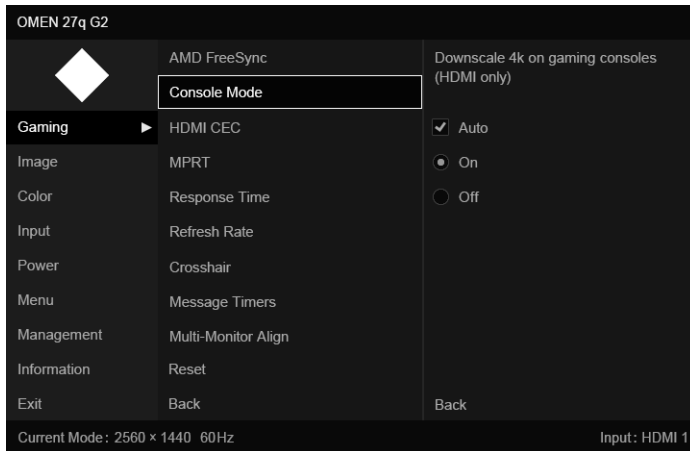 OMEN 27q G2
AMD FreeSync
Console Mode
HDMI CEC
MPRT
Response Time
Refresh Rate
Crosshair
Message Timers
Multi-Monitor Align
Reset
Back
Gaming
Image
Color
Input
Power
Menu
Management
Information
Exit
Downscale 4k on gaming consoles
(HDMI only)
Auto
On
Off
Back
Current Mode: 2560 × 1440 60Hz
Input: HDMI 1